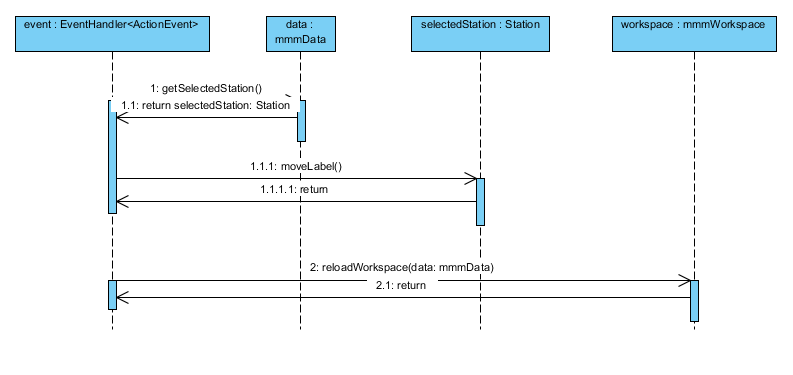 event : EventHandler<ActionEvent>
data :
mmmData
selectedStation : Station
workspace : mmmWorkspace
1: getSelectedStation()
1.1: return selectedStation: Station
1.1.1: moveLabel()
1.1.1.1: return
2: reloadWorkspace(data: mmmData)
2.1: return